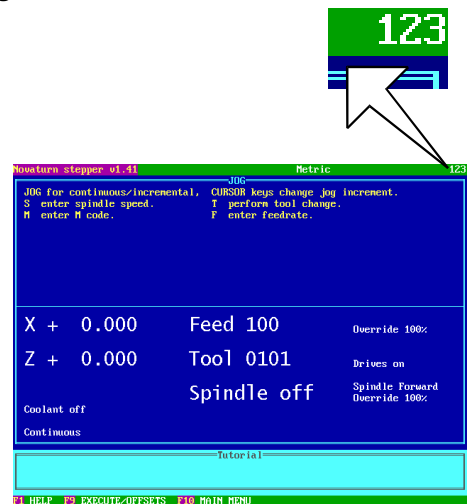 123
Novaturn stepper v1.41 Metric 123
JOG
JOG for continuous/incremental, CURSOR keys change jog increment.
S enter spindle speed. T perform tool change.
M enter M code. F enter feedrate.
X + 0.000 Feed 100 Override 100%
Z + 0.000 Tool 0101 Drives on
Spindle off Spindle Forward
Override 100%
Coolant off
Continuous
Tutorial
F1 HELP F9 EXECUTE/OFFSETS F10 MAIN MENU